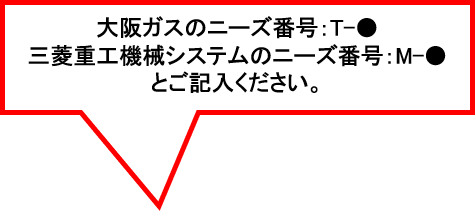 大阪ガスのニーズ番号：T-●
三菱重工機械システムのニーズ番号：M-●
とご記入ください。